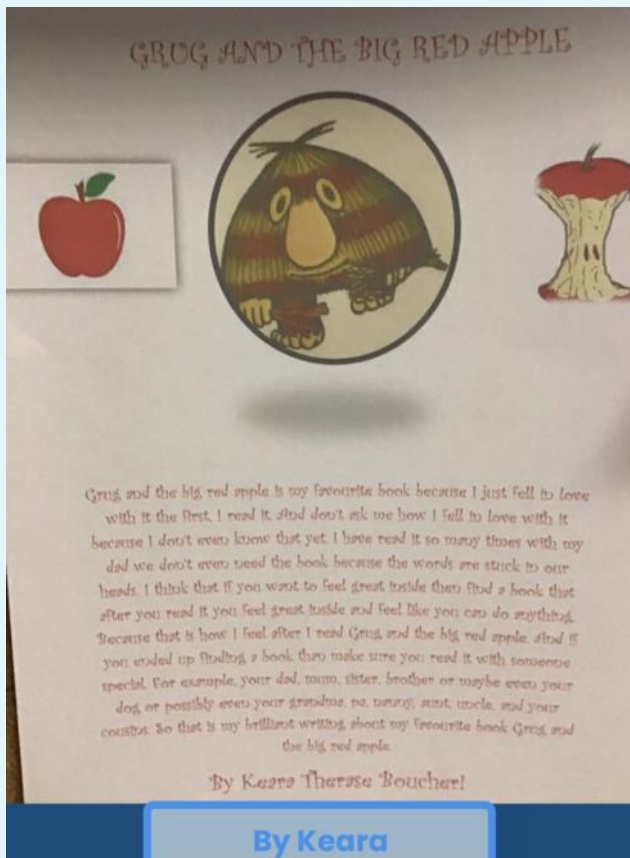 GRUG AND THE BIG RED APPLE
Grug and the big red apple is my favourite book because I just fell in love
with it the first, I read it. And don't ask me how I fell in love with it
because I don't even know that yet. I have read it so many times with my
dad we don't even need the book because the words are stuck in our
heads. I think that if you want to feel great inside then find a book that
after you read it you feel great inside and feel like you can do anything.
Because that is how I feel after I read Grug and the big red apple. And if
you ended up finding a book than make sure you read it with someone
special. For example, your dad, mum, sister, brother or maybe even your
dog or possibly even your grandma, pa, nanny, aunt, uncle, and your
cousins. So that is my brilliant writing about my favourite book Grug and
the big red apple.
By Keara Therase Boucher!
By Keara